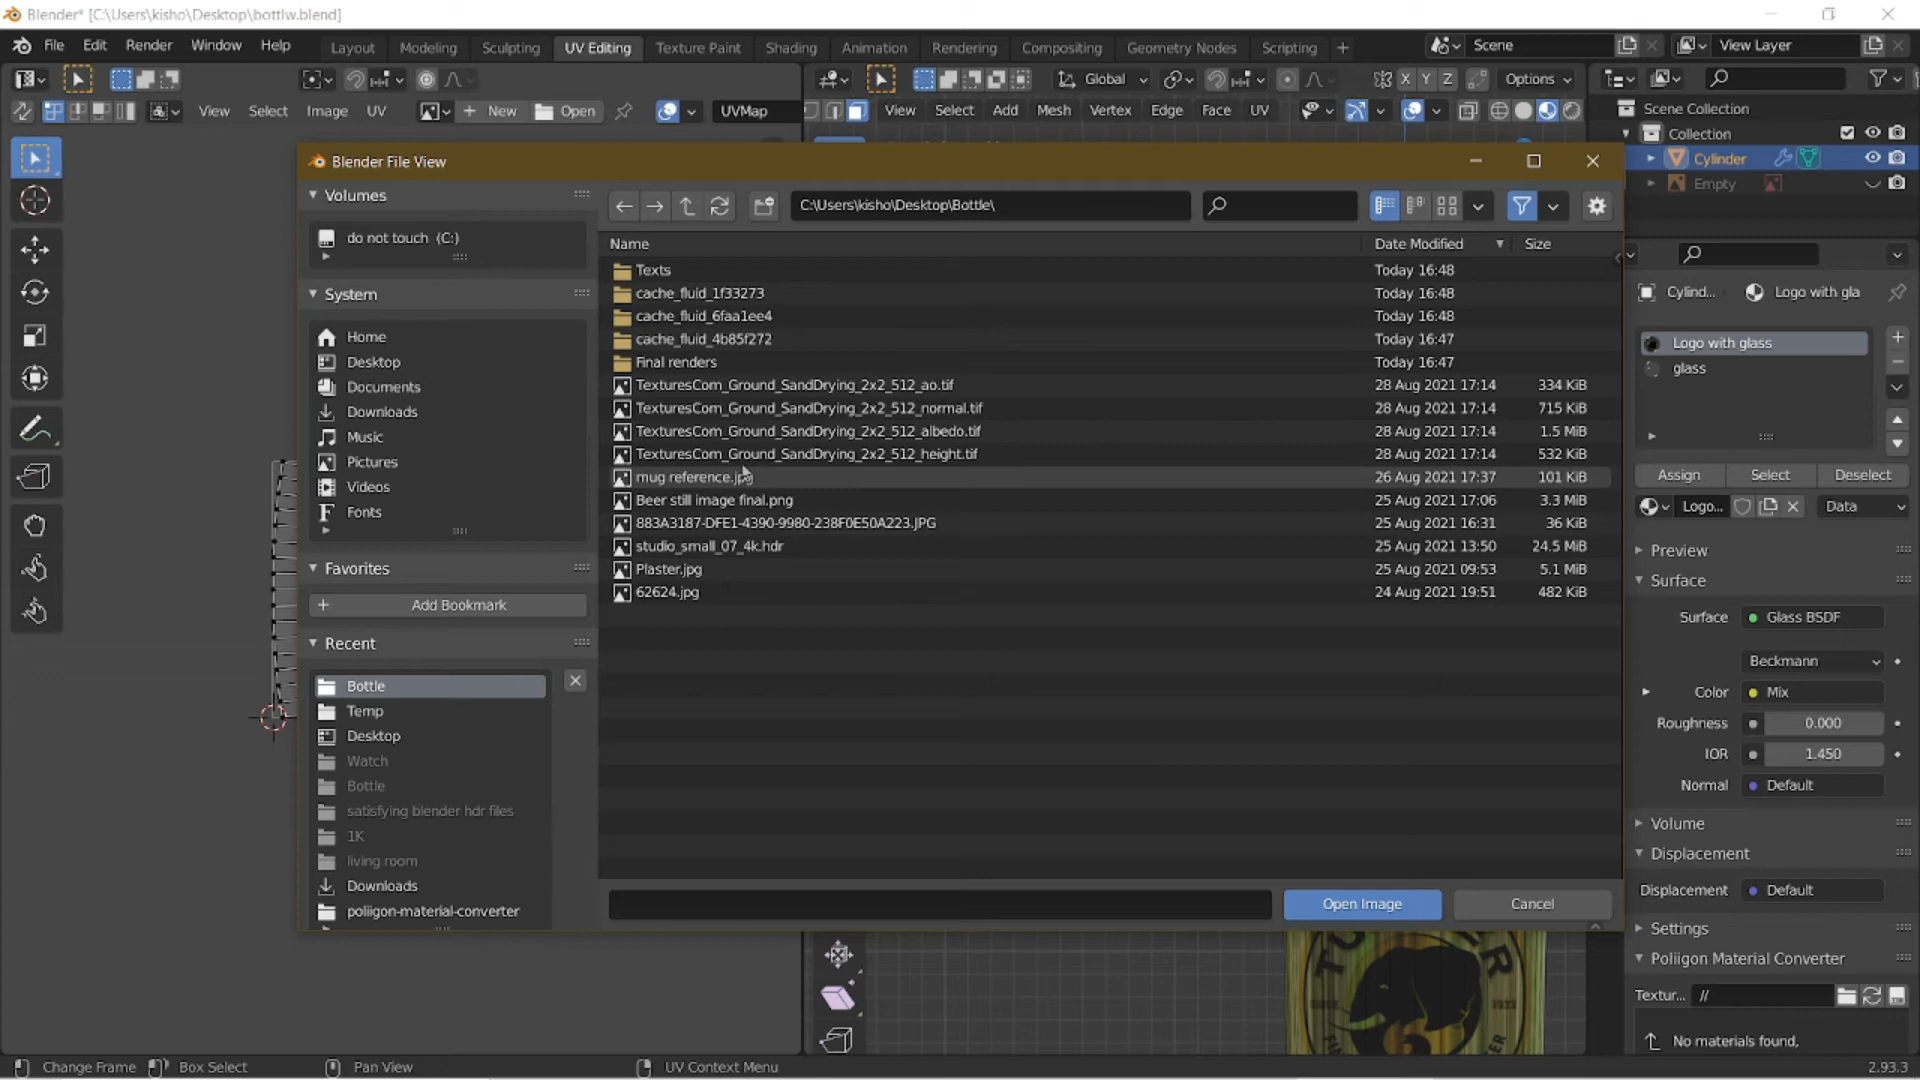 Blender* [C:\Users\kisho\Desktop\bottlw.blend]
File Edit Render Window Help Layout Modeling Sculpting UV Editing Texture Paint Shading Animation Rendering Compositing Geometry Nodes Scripting + Scene View Layer
Global X Y Z Options
View Select Image UV + New Open UVMap View Select Add Mesh Vertex Edge Face UV Scene Collection
Collection
Cylinder
Empty
Blender File View
Volumes
do not touch (C:)
System
Home
Desktop
Documents
Downloads
Music
Pictures
Videos
Fonts
Favorites
+ Add Bookmark
Recent
Bottle
Temp
Desktop
Watch
Bottle
satisfying blender hdr files
1K
living room
Downloads
poliigon-material-converter
C:\Users\kisho\Desktop\Bottle\
Name Date Modified Size
Texts Today 16:48
cache_fluid_1f33273 Today 16:48
cache_fluid_6faa1ee4 Today 16:48
cache_fluid_4b85f272 Today 16:47
Final renders Today 16:47
TexturesCom_Ground_SandDrying_2x2_512_ao.tif 28 Aug 2021 17:14 334 KiB
TexturesCom_Ground_SandDrying_2x2_512_normal.tif 28 Aug 2021 17:14 715 KiB
TexturesCom_Ground_SandDrying_2x2_512_albedo.tif 28 Aug 2021 17:14 1.5 MiB
TexturesCom_Ground_SandDrying_2x2_512_height.tif 28 Aug 2021 17:14 532 KiB
mug reference.jpg 26 Aug 2021 17:37 101 KiB
Beer still image final.png 25 Aug 2021 17:06 3.3 MiB
883A3187-DFE1-4390-9980-238F0E50A223.JPG 25 Aug 2021 16:31 36 KiB
studio_small_07_4k.hdr 25 Aug 2021 13:50 24.5 MiB
Plaster.jpg 25 Aug 2021 09:53 5.1 MiB
62624.jpg 24 Aug 2021 19:51 482 KiB
Open Image Cancel
Cylind... Logo with gla
Logo with glass
glass
Assign Select Deselect
Logo... Data
Preview
Surface
Surface Glass BSDF
Beckmann
Color Mix
Roughness 0.000
IOR 1.450
Normal Default
Volume
Displacement
Displacement Default
Settings
Poliigon Material Converter
Textur... //
No materials found,
Change Frame Box Select Pan View UV Context Menu 2.93.3